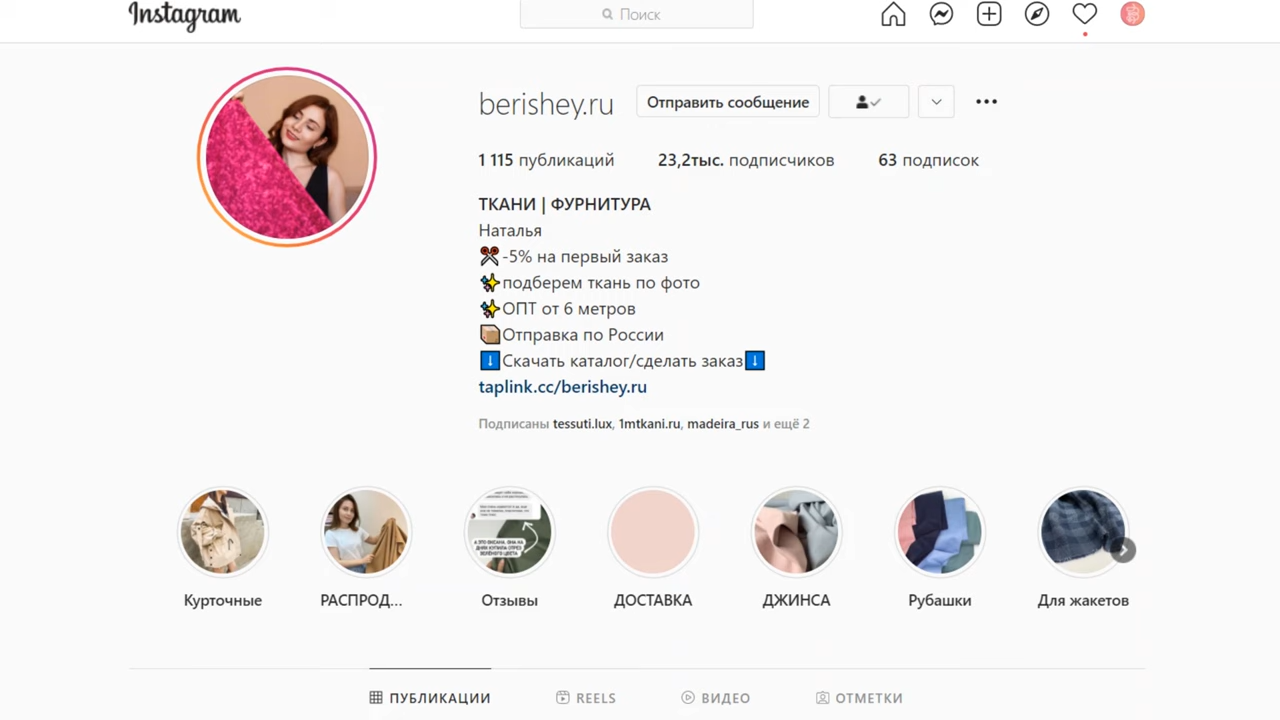 Instagram
Поиск
berishey.ru
Отправить сообщение
1 115 публикаций 23,2тыс. подписчиков 63 подписок
ТКАНИ | ФУРНИТУРА
Наталья
-5% на первый заказ
подберем ткань по фото
ОПТ от 6 метров
Отправка по России
Скачать каталог/сделать заказ
taplink.cc/berishey.ru
Подписаны tessuti.lux, 1mtkani.ru, madeira_rus и ещё 2
Курточные РАСПРОД... Отзывы ДОСТАВКА ДЖИНСА Рубашки Для жакетов
ПУБЛИКАЦИИ REELS ВИДЕО ОТМЕТКИ